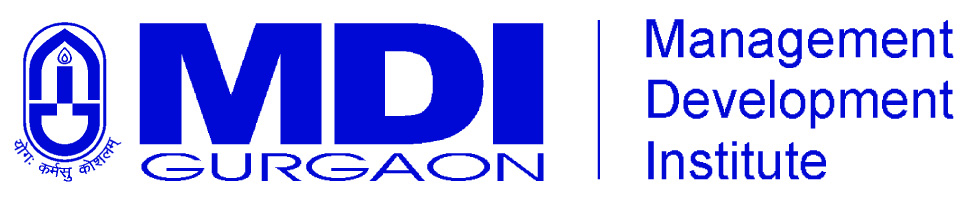 योगः कर्मसु कौशलम्
MDI
GURGAON
Management
Development
Institute